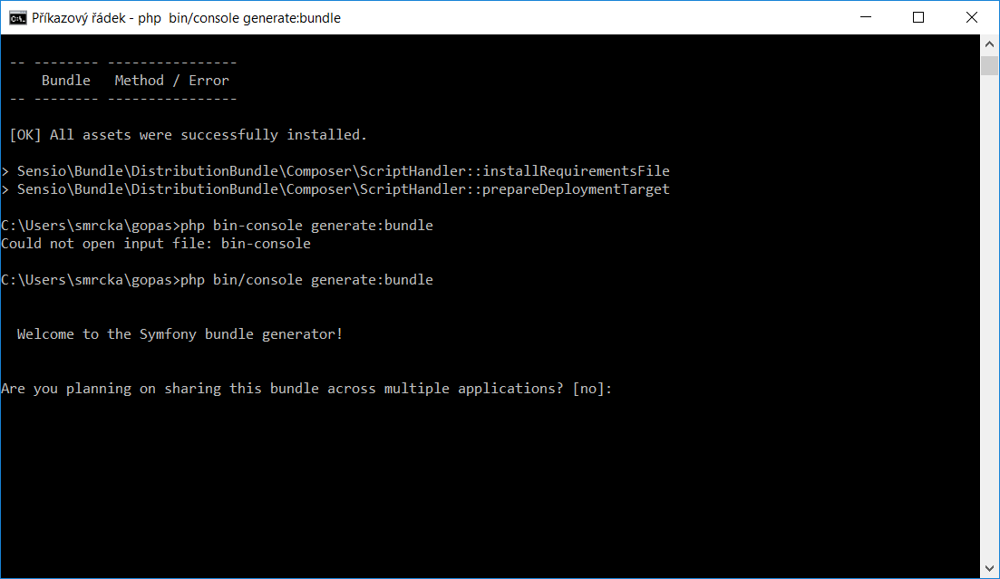 Příkazový řádek - php  bin/console generate:bundle
-- -------- ----------------
Bundle   Method / Error
-- -------- ----------------
[OK] All assets were successfully installed.
> Sensio\Bundle\DistributionBundle\Composer\ScriptHandler::installRequirementsFile
> Sensio\Bundle\DistributionBundle\Composer\ScriptHandler::prepareDeploymentTarget
C:\Users\smrcka\gopas>php bin-console generate:bundle
Could not open input file: bin-console
C:\Users\smrcka\gopas>php bin/console generate:bundle
Welcome to the Symfony bundle generator!
Are you planning on sharing this bundle across multiple applications? [no]: